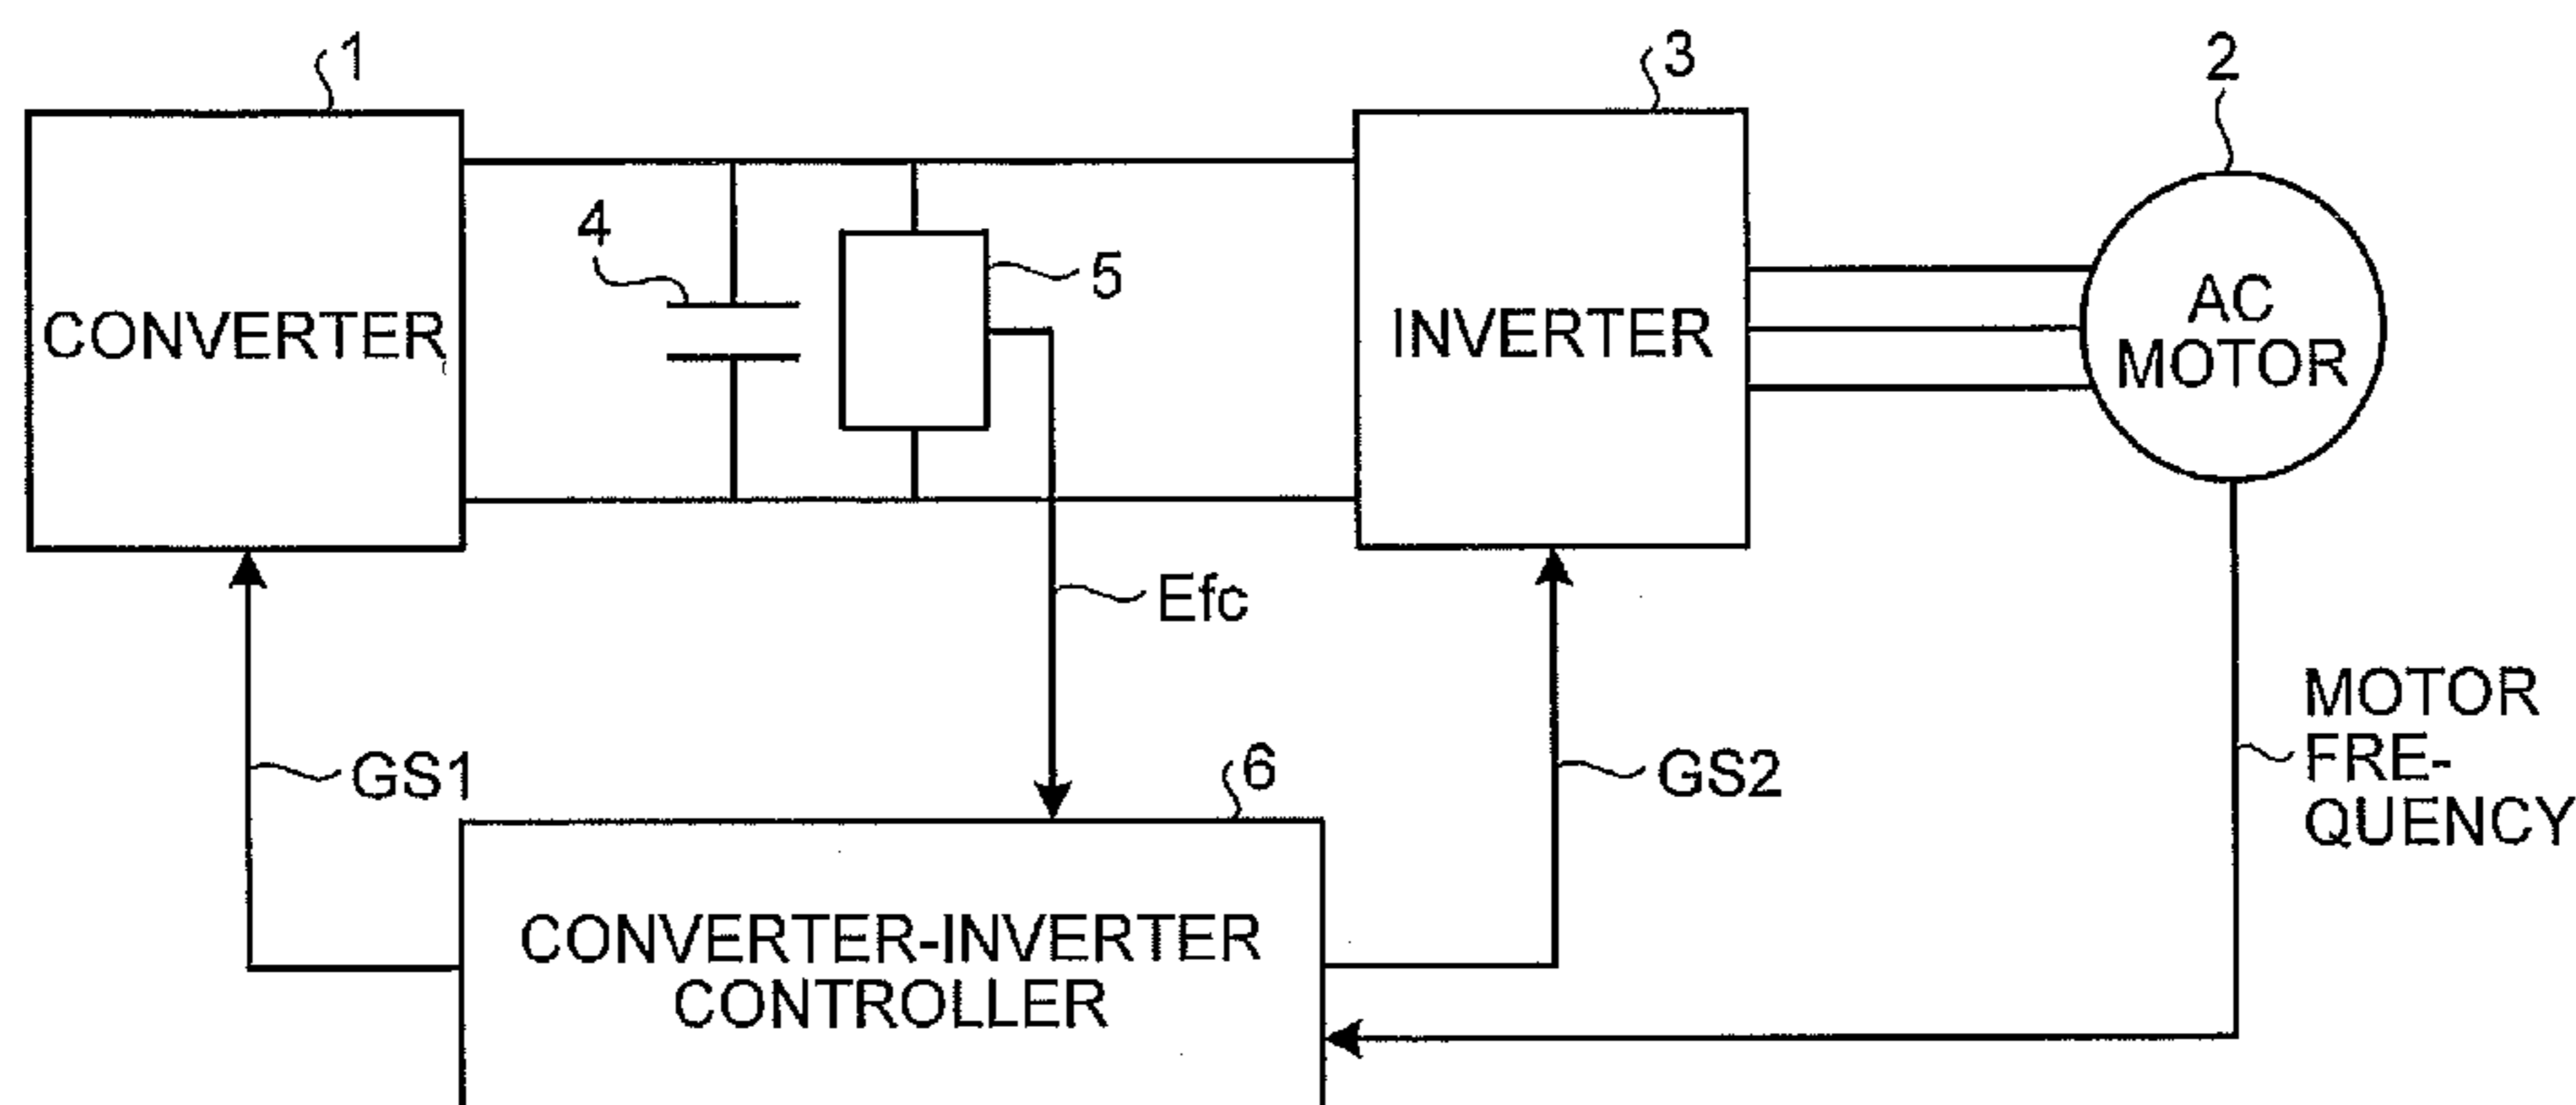 1
3
2
4
5
CONVERTER
INVERTER
AC
MOTOR
Efc
GS1
6
GS2
MOTOR
FRE-
QUENCY
CONVERTER-INVERTER
CONTROLLER